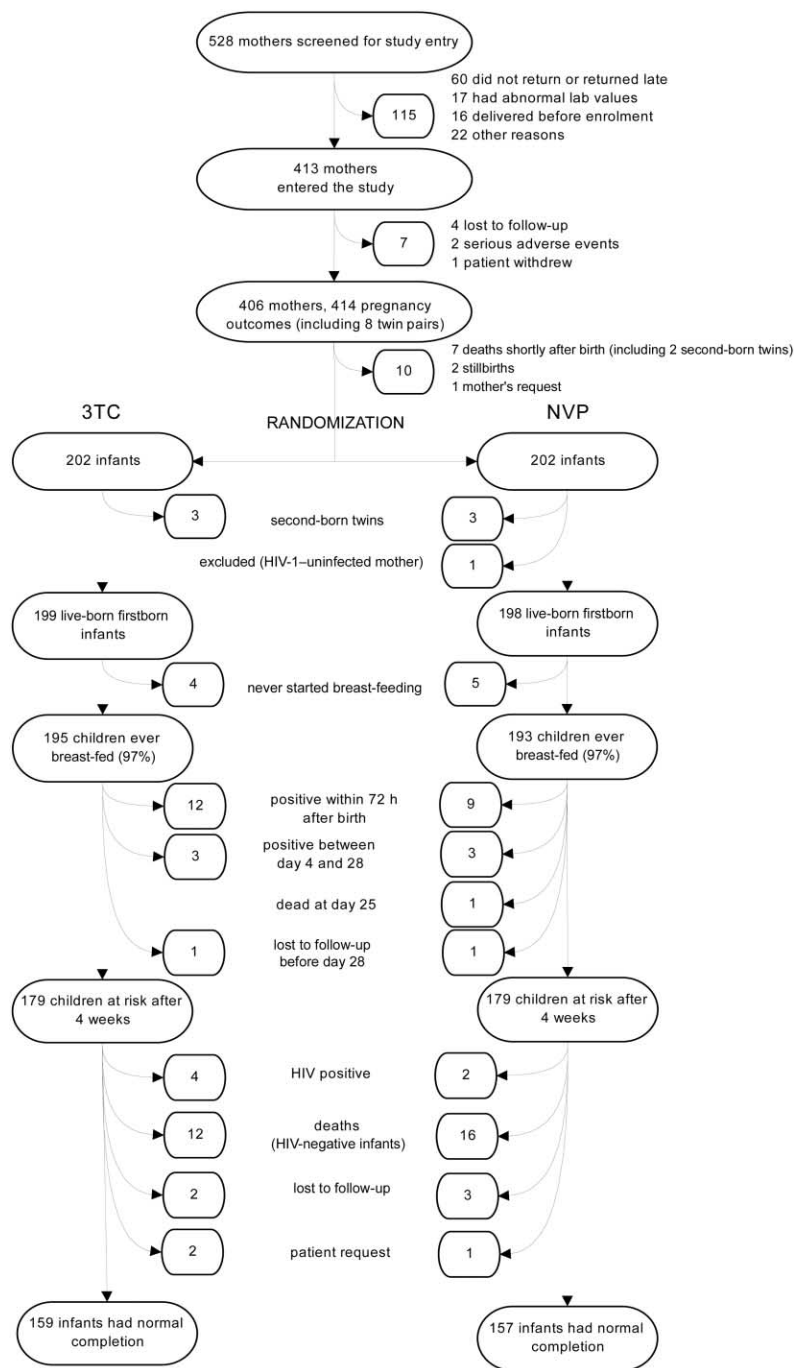 528 mothers screened for study entry
60 did not return or returned late
17 had abnormal lab values
115
16 delivered before enrolment
22 other reasons
413 mothers
entered the study
4 lost to follow-up
7
2 serious adverse events
1 patient withdrew
406 mothers, 414 pregnancy
outcomes (including 8 twin pairs)
7 deaths shortly after birth (including 2 second-born twins)
10
2 stillbirths
1 mother's request
3TC
RANDOMIZATION
NVP
202 infants
202 infants
3
second-born twins
3
excluded (HIV-1–uninfected mother)
1
199 live-born firstborn
infants
198 live-born firstborn
infants
4
never started breast-feeding
5
195 children ever
breast-fed (97%)
193 children ever
breast-fed (97%)
12
positive within 72 h
after birth
9
3
positive between
day 4 and 28
3
dead at day 25
1
1
lost to follow-up
before day 28
1
179 children at risk after
4 weeks
179 children at risk after
4 weeks
4
HIV positive
2
12
deaths
(HIV-negative infants)
16
2
lost to follow-up
3
2
patient request
1
159 infants had normal
completion
157 infants had normal
completion